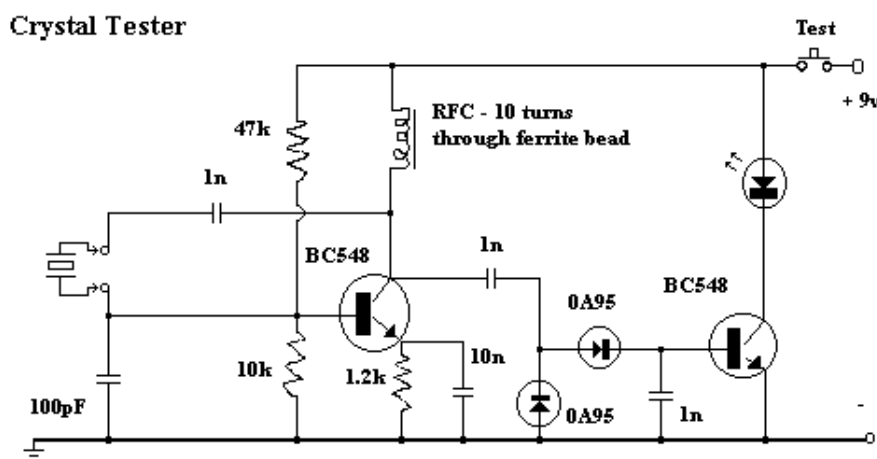 Crystal Tester
Test
+ 9v
RFC - 10 turns
through ferrite bead
47k
1n
BC548
1n
BC548
0A95
10k
1.2k
10n
100pF
0A95
1n
-